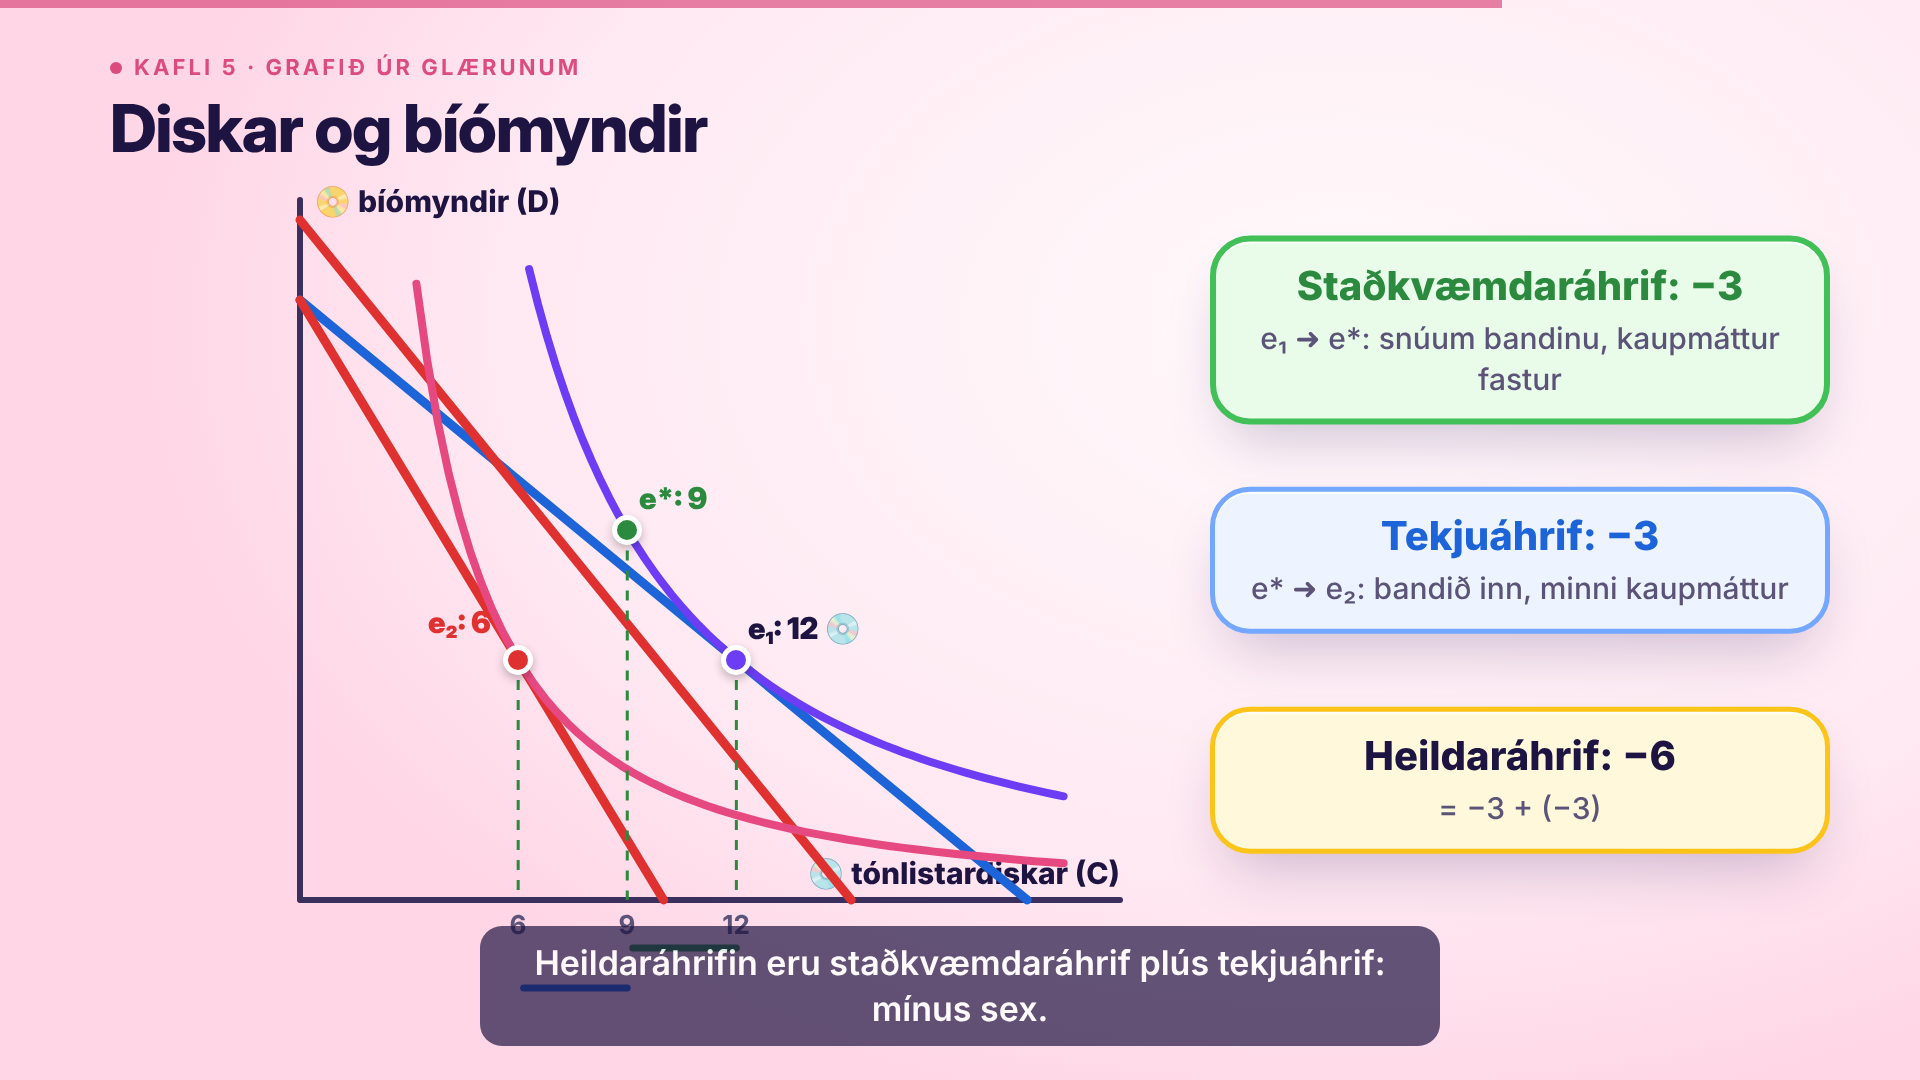 KAFLI 5 · GRAFIÐ ÚR GLÆRUNUM
Diskar og bíómyndir
bíómyndir (D)
e*: 9
e₂: 6
e₁: 12
tónlistardiskar (C)
6 9 12
Staðkvæmdaráhrif: −3
e₁ → e*: snúum bandinu, kaupmáttur
fastur
Tekjuáhrif: −3
e* → e₂: bandið inn, minni kaupmáttur
Heildaráhrif: −6
= −3 + (−3)
Heildaráhrifin eru staðkvæmdaráhrif plús tekjuáhrif:
mínus sex.